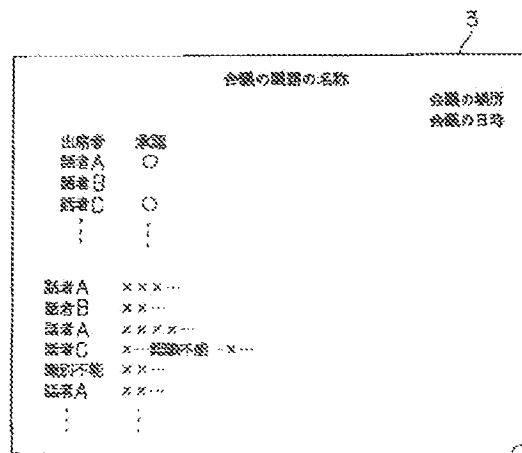 3
会議の議題の名称
会議の場所
会議の日時
出席者 承認
話者A ○
話者B
話者C ○
話者A ×××…
話者B ××…
話者A ××××…
話者C ×…認識不能…×…
識別不能 ××…
話者A ××…